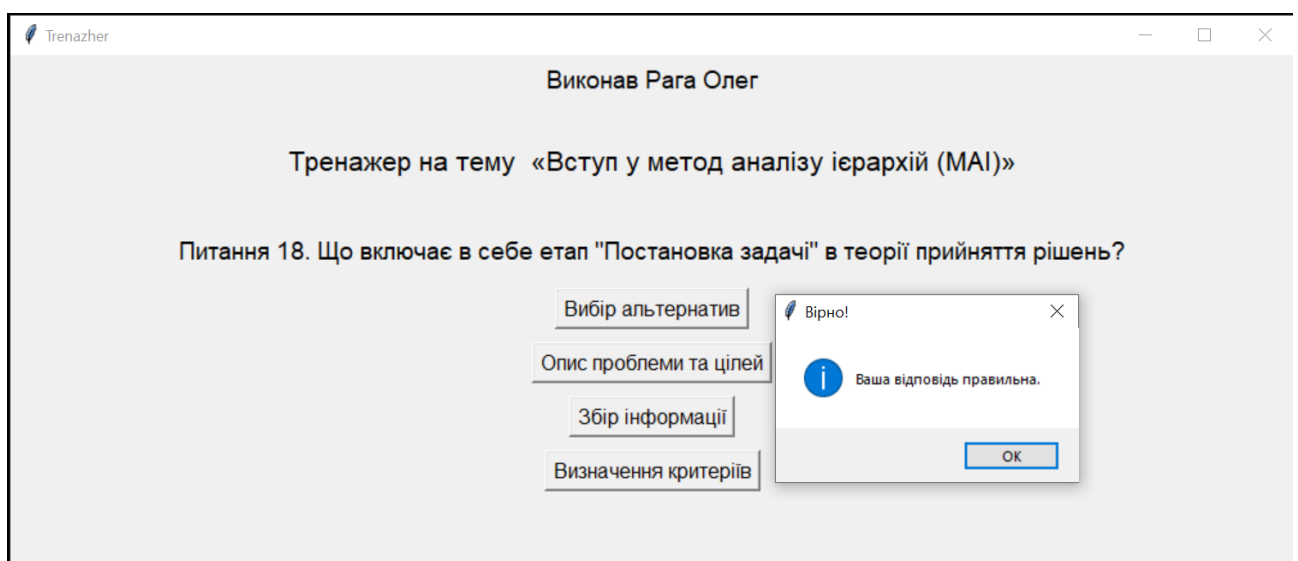 Trenazher
Виконав Рага Олег
Тренажер на тему «Вступ у метод аналізу ієрархій (МАІ)»
Питання 18. Що включає в себе етап "Постановка задачі" в теорії прийняття рішень?
Вибір альтернатив
Опис проблеми та цілей
Збір інформації
Визначення критеріїв
Вірно!
Ваша відповідь правильна.
OK